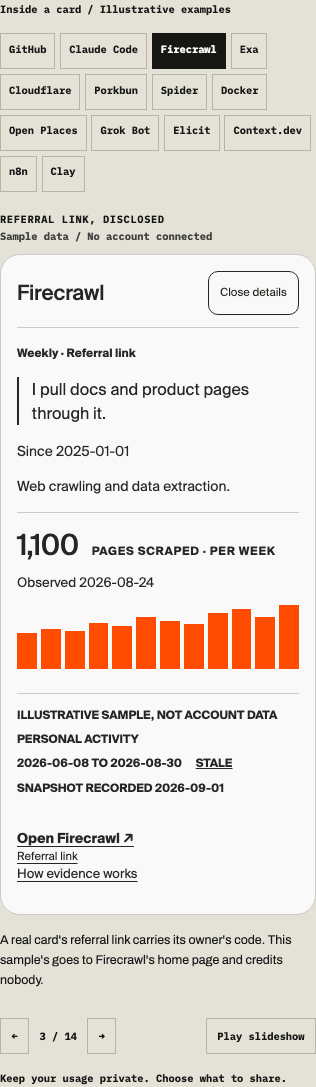 Inside a card / Illustrative examples
GitHub Claude Code Firecrawl Exa
Cloudflare Porkbun Spider Docker
Open Places Grok Bot Elicit Context.dev
n8n Clay
REFERRAL LINK, DISCLOSED
Sample data / No account connected
Firecrawl Close details
Weekly · Referral link
I pull docs and product pages
through it.
Since 2025-01-01
Web crawling and data extraction.
1,100 PAGES SCRAPED · PER WEEK
Observed 2026-08-24
ILLUSTRATIVE SAMPLE, NOT ACCOUNT DATA
PERSONAL ACTIVITY
2026-06-08 TO 2026-08-30 STALE
SNAPSHOT RECORDED 2026-09-01
Open Firecrawl ↗
Referral link
How evidence works
A real card's referral link carries its owner's code. This
sample's goes to Firecrawl's home page and credits
nobody.
← 3 / 14 → Play slideshow
Keep your usage private. Choose what to share.